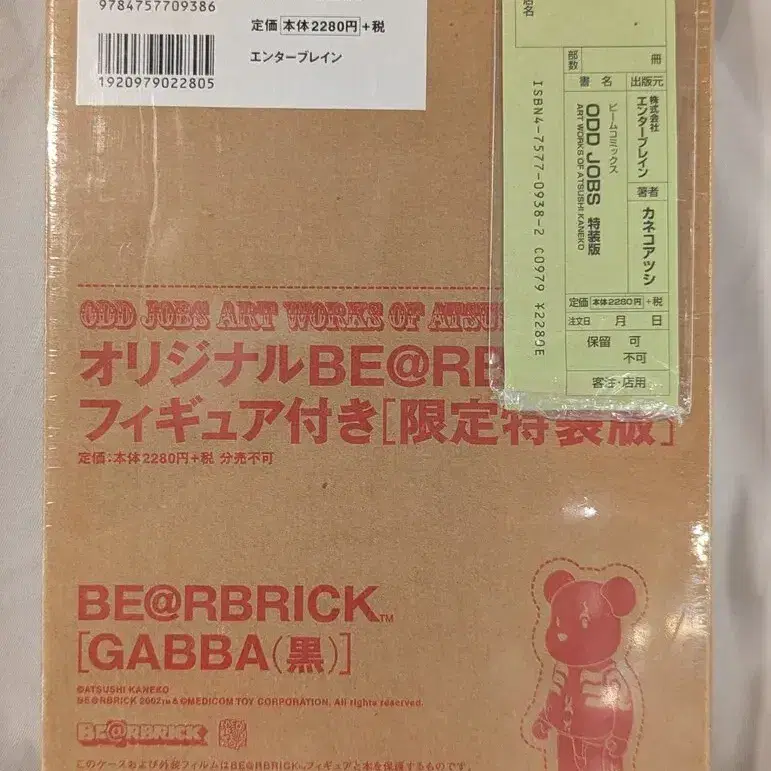 9784757709386
定価 本体2280円+税
1920979022805
エンターブレイン
店名
部数
冊
書名
出版元
ビームコミックス
ODD JOBS 特装版
ART WORKS OF ATSUSHI KANEKO
株式会社
エンターブレイン
著者
カネコアツシ
定価 本体2280円 +税
注文日 月 日
保留 可
不可
客注・店用
ISBN4-7577-0938-2 C0979 ¥2280E
ODD JOBS ART WORKS OF ATSU
オリジナルBE@RB
フィギュア付き[限定特装版]
定価:本体2280円+税 分売不可
BE@RBRICK™
[GABBA(黒)]
©ATSUSHI KANEKO
BE@RBRICK 2002™ & ©MEDICOM TOY CORPORATION. All rights reserved.
BE@RBRICK
このケースおよび外装フィルムはBE@RBRICK™フィギュアと本を保護するものです。